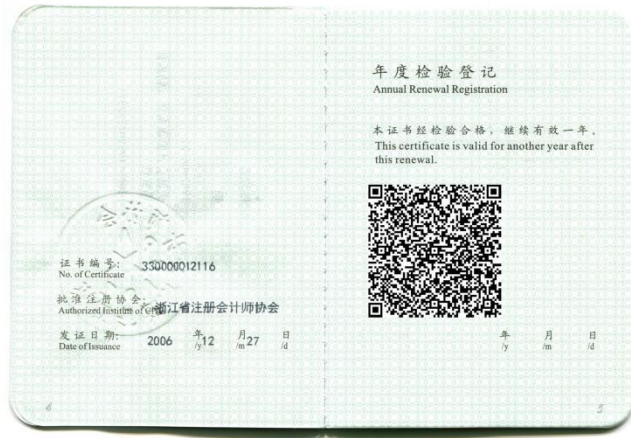 证书编号:
No. of Certificate
330000012116
批准注册协会:
Authorized Institute of CPAs
浙江省注册会计师协会
发证日期:
Date of Issuance
2006 年 12 月 27 日
/y /m /d
6
年度检验登记
Annual Renewal Registration
本证书经检验合格，继续有效一年。
This certificate is valid for another year after
this renewal.
年 月 日
/y /m /d
5